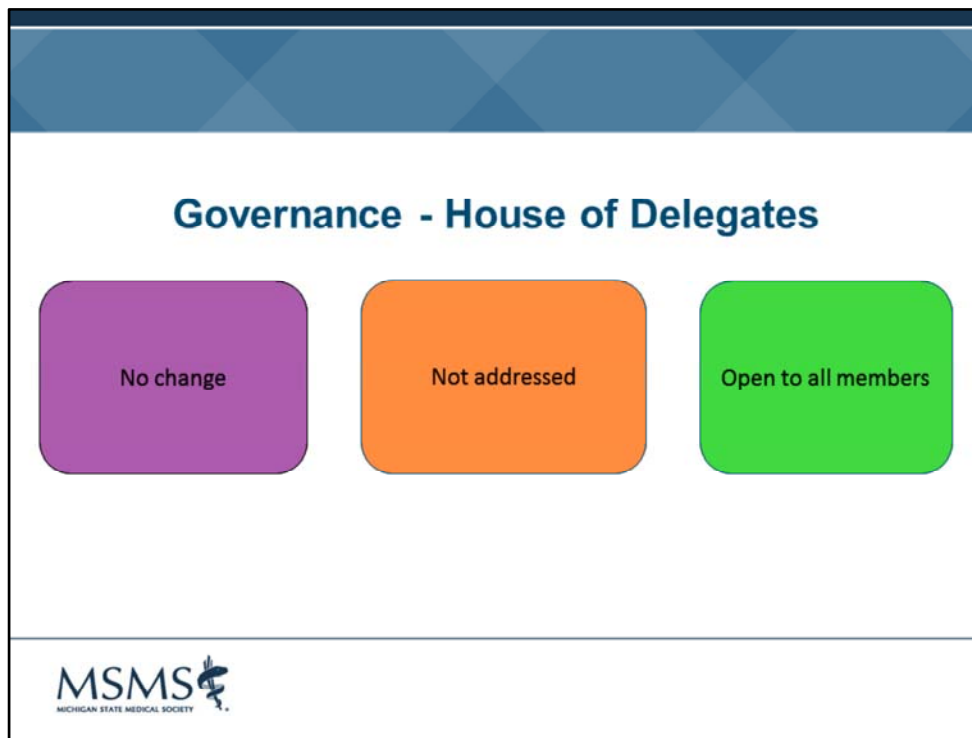 Governance - House of Delegates
No change
Not addressed
Open to all members
MSMS
MICHIGAN STATE MEDICAL SOCIETY